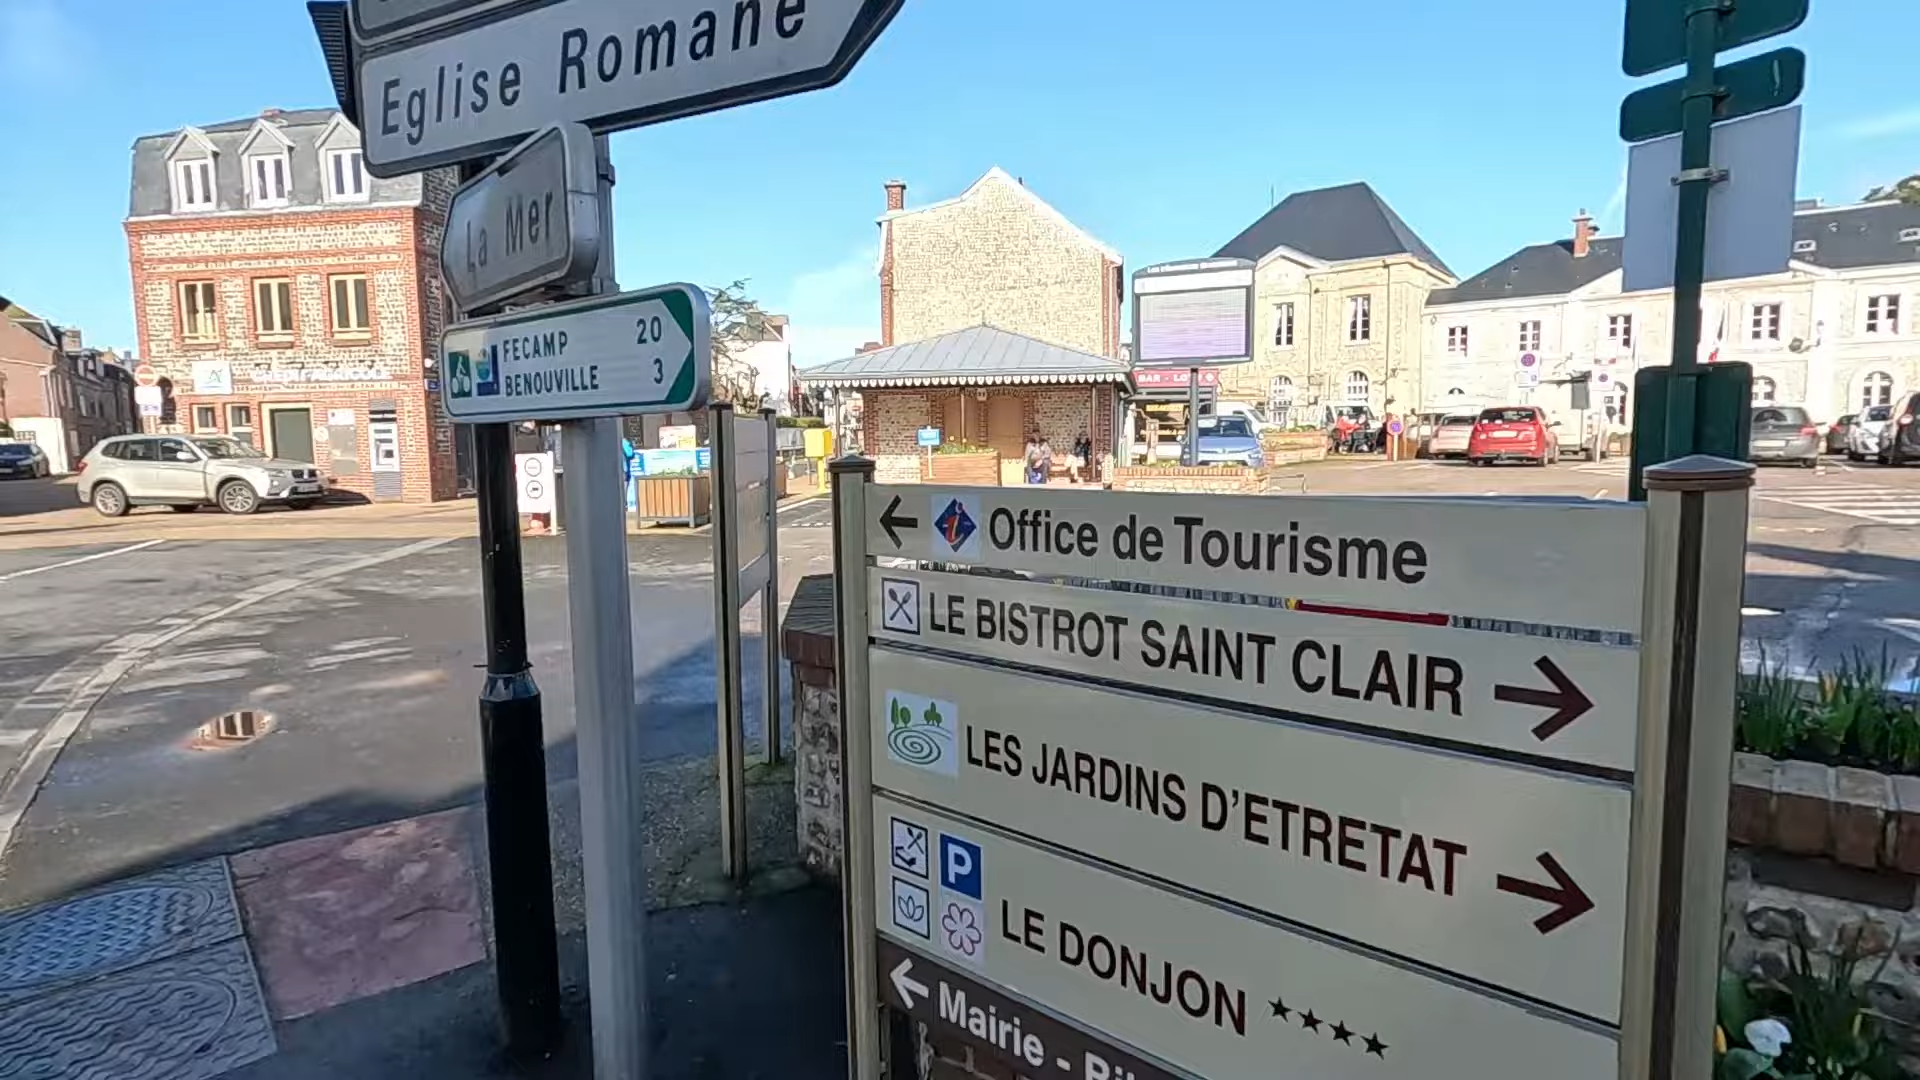 Eglise Romane
La Mer
FECAMP 20
BENOUVILLE 3
BAR - LO
Office de Tourisme
LE BISTROT SAINT CLAIR
LES JARDINS D'ETRETAT
P
LE DONJON ****
Mairie -